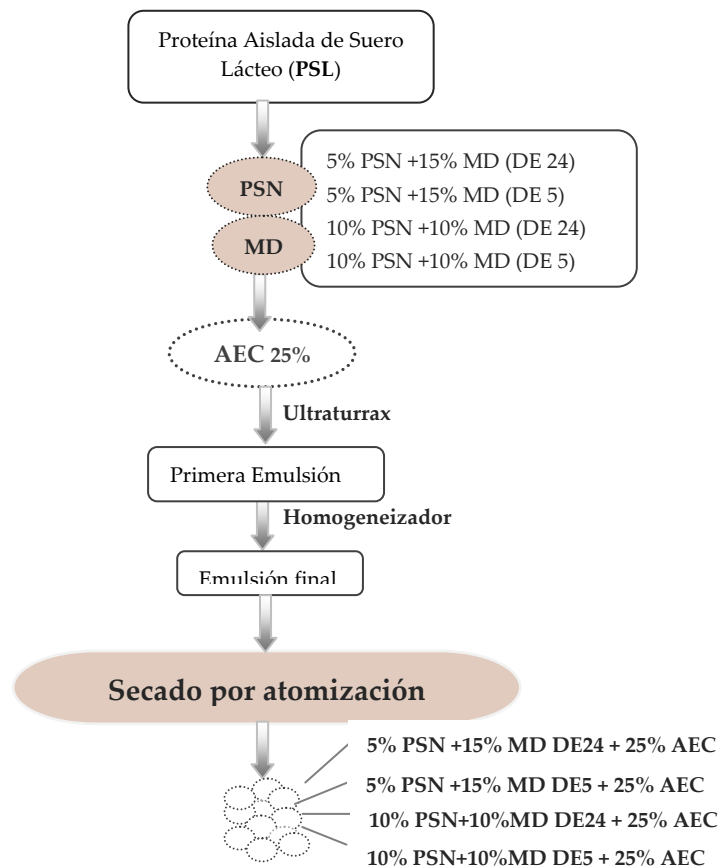 Proteína Aislada de Suero
Lácteo (PSL)
PSN
MD
5% PSN +15% MD (DE 24)
5% PSN +15% MD (DE 5)
10% PSN +10% MD (DE 24)
10% PSN +10% MD (DE 5)
AEC 25%
Ultraturrax
Primera Emulsión
Homogeneizador
Emulsión final
Secado por atomización
5% PSN +15% MD DE24 + 25% AEC
5% PSN +15% MD DE5 + 25% AEC
10% PSN+10%MD DE24 + 25% AEC
10% PSN+10%MD DE5 + 25% AEC